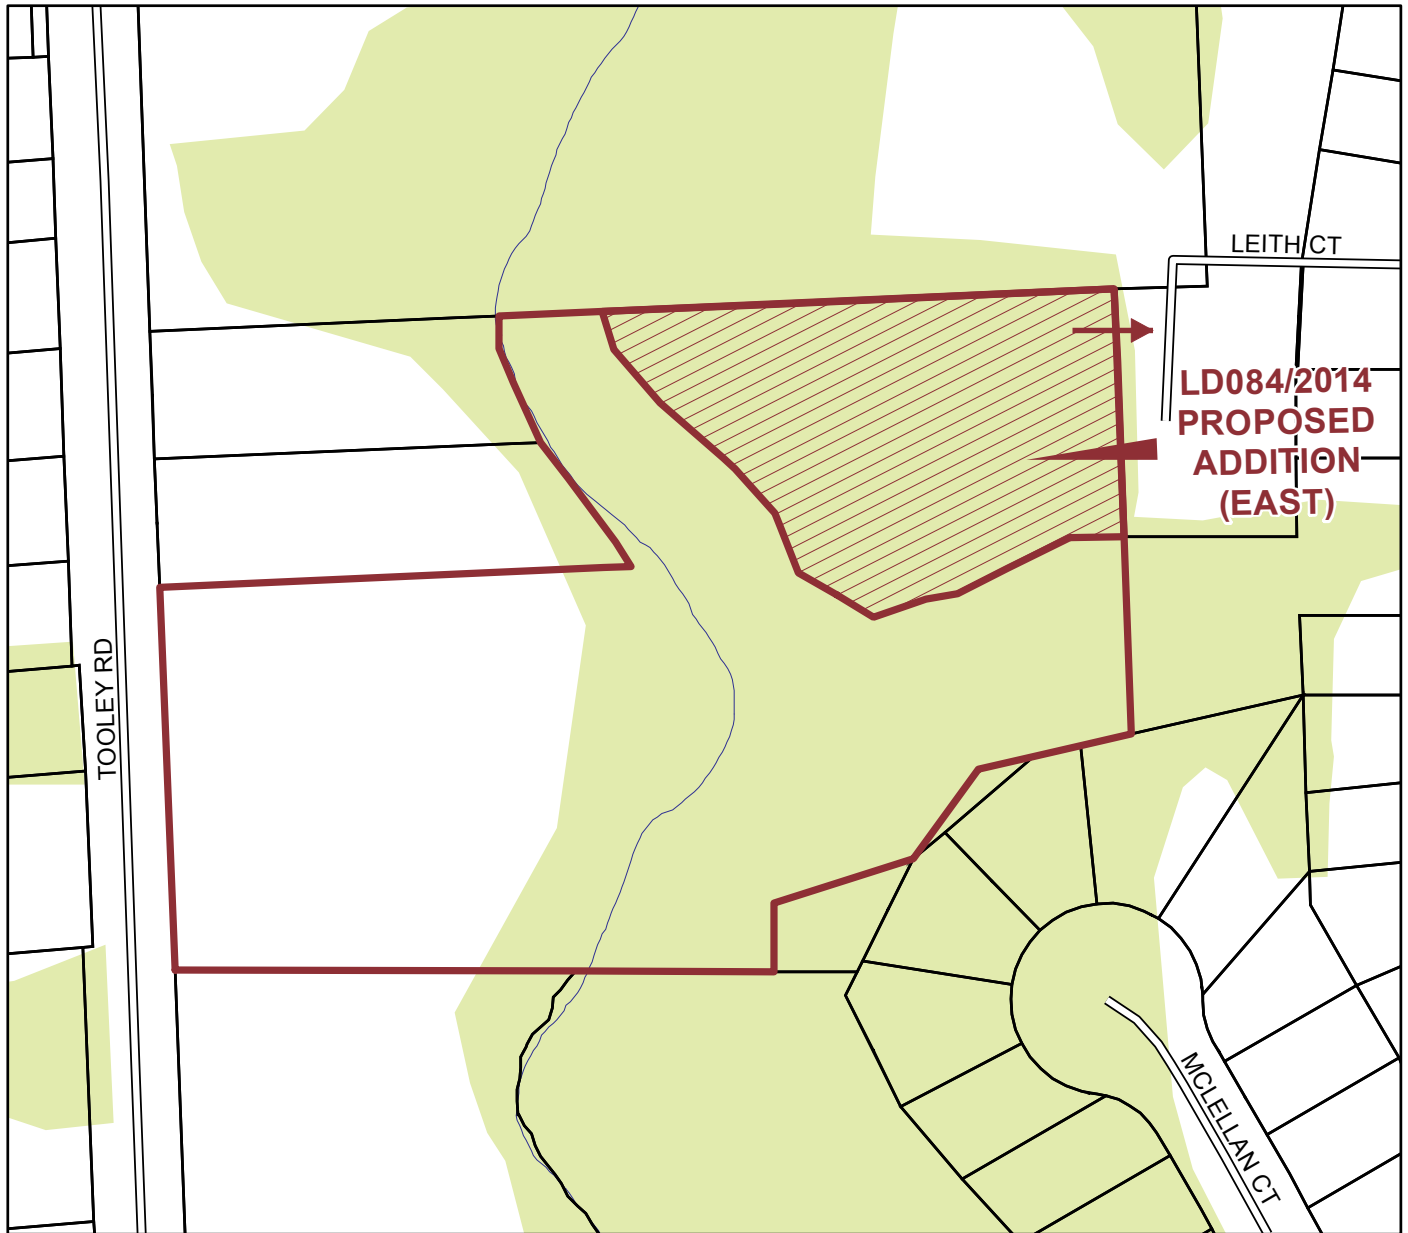 LEITH CT
LD084/2014
PROPOSED
ADDITION
(EAST)
TOOLEY RD
MCLELLAN CT